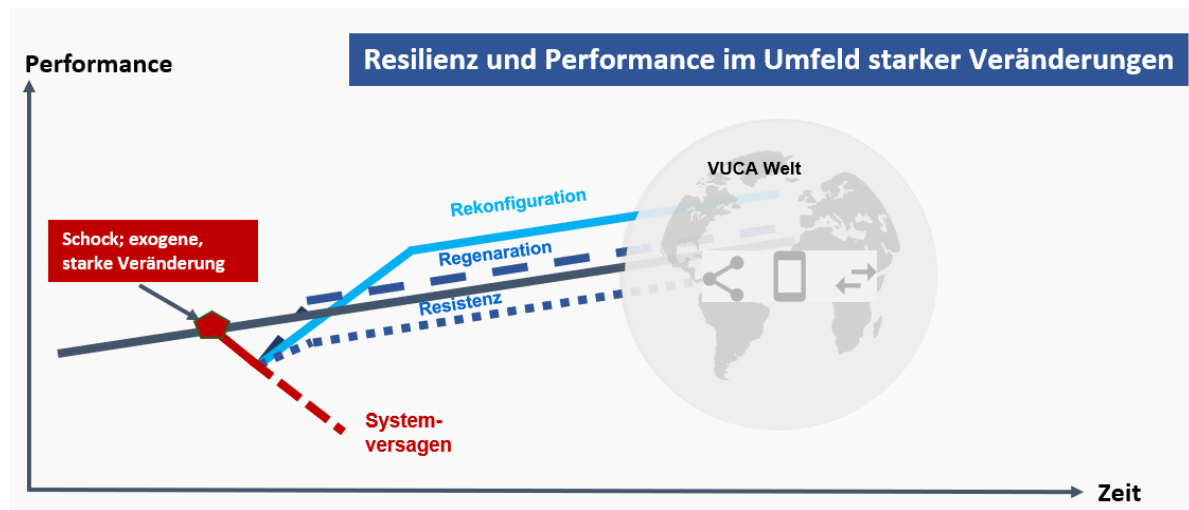 Resilienz und Performance im Umfeld starker Veränderungen
Performance
VUCA Welt
Rekonfiguration
Schock; exogene,
starke Veränderung
Regenaration
Resistenz
System-
versagen
Zeit